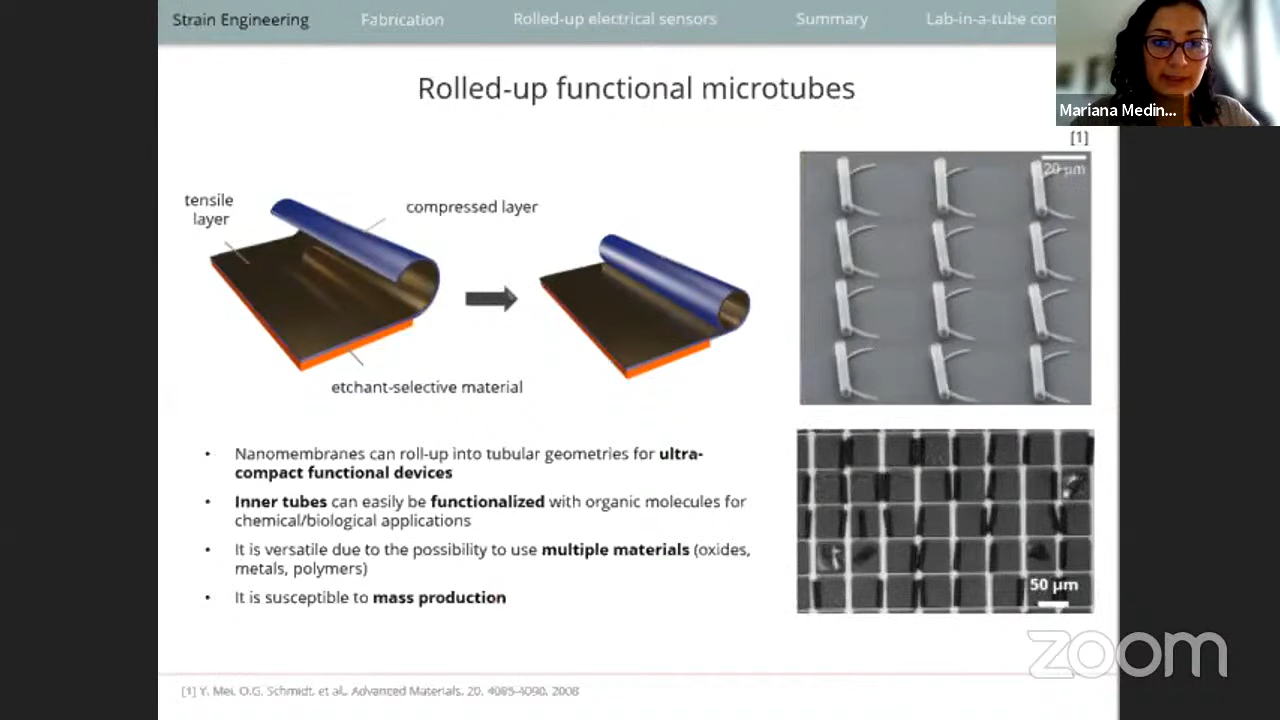 Strain Engineering
Fabrication
Rolled-up electrical sensors
Summary
Lab-in-a-tube con
Mariana Medin...
Rolled-up functional microtubes
[1]
tensile
layer
compressed layer
etchant-selective material
20 µm
• Nanomembranes can roll-up into tubular geometries for ultra-
compact functional devices
• Inner tubes can easily be functionalized with organic molecules for
chemical/biological applications
• It is versatile due to the possibility to use multiple materials (oxides,
metals, polymers)
• It is susceptible to mass production
50 µm
zoom
[1] Y. Mei, O.G. Schmidt, et al., Advanced Materials, 20, 4085-4090, 2008